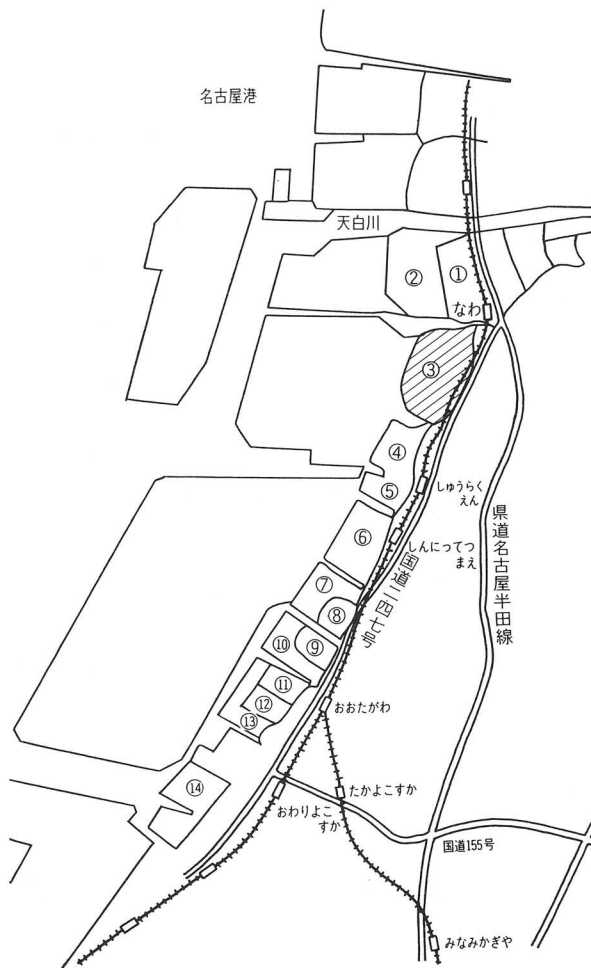 名古屋港
天白川
②
①
なわ
③
④
⑤
しゅうらく
えん
⑥
しんにってつ
まえ
国道二四七号
県道名古屋半田線
⑦
⑧
⑩
⑨
⑪
⑫
⑬
おおたがわ
⑭
たかよこすか
おわりよこ
すか
国道155号
みなみかぎや